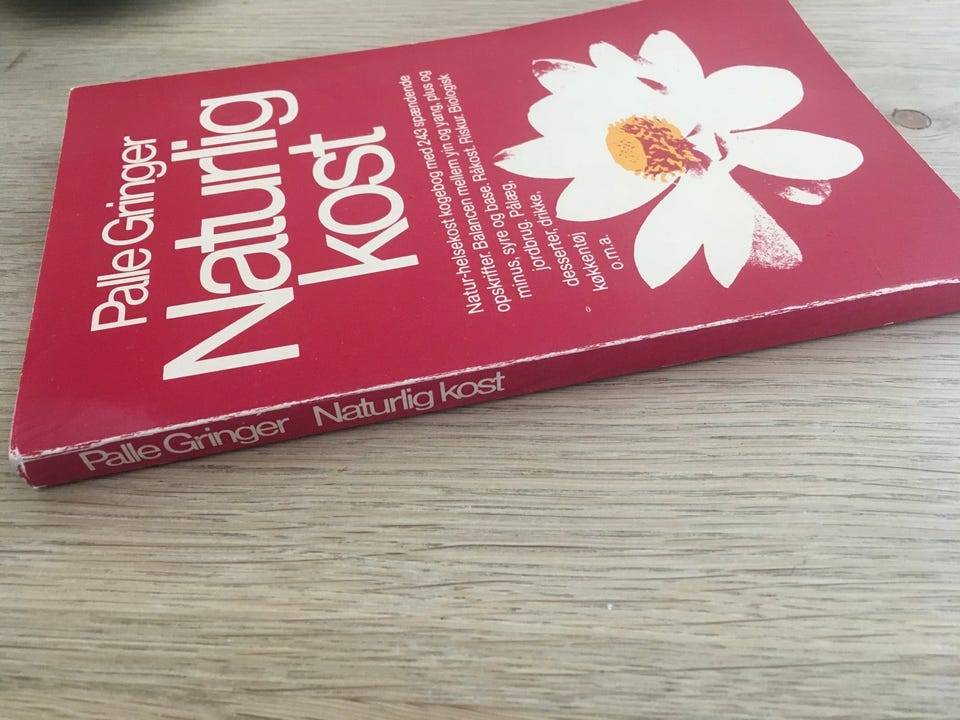 Palle Gringer
Naturlig
kost
Natur-helsekost kogebog med 243 spændende
opskrifter. Balancen mellem yin og yang, plus og
minus, syre og base. Råkost. Riskur. Biologisk
jordbrug. Pålæg,
desserter, drikke,
køkkentøj
o.m.a.
Palle Gringer Naturlig kost